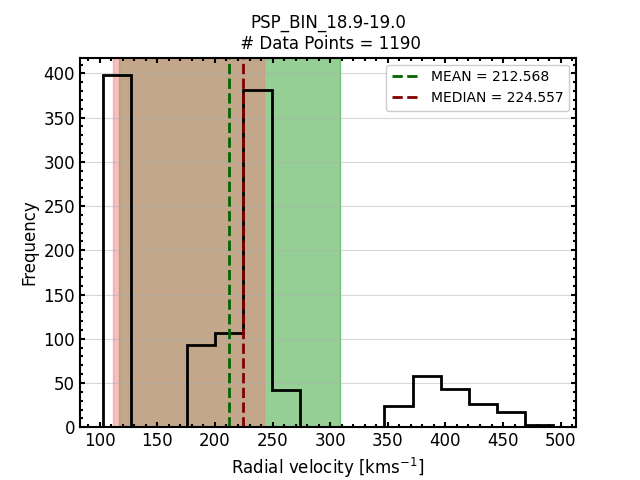 PSP_BIN_18.9-19.0
# Data Points = 1190
MEAN = 212.568
MEDIAN = 224.557
Frequency
400
350
300
250
200
150
100
50
0
100 150 200 250 300 350 400 450 500
Radial velocity [kms⁻¹]